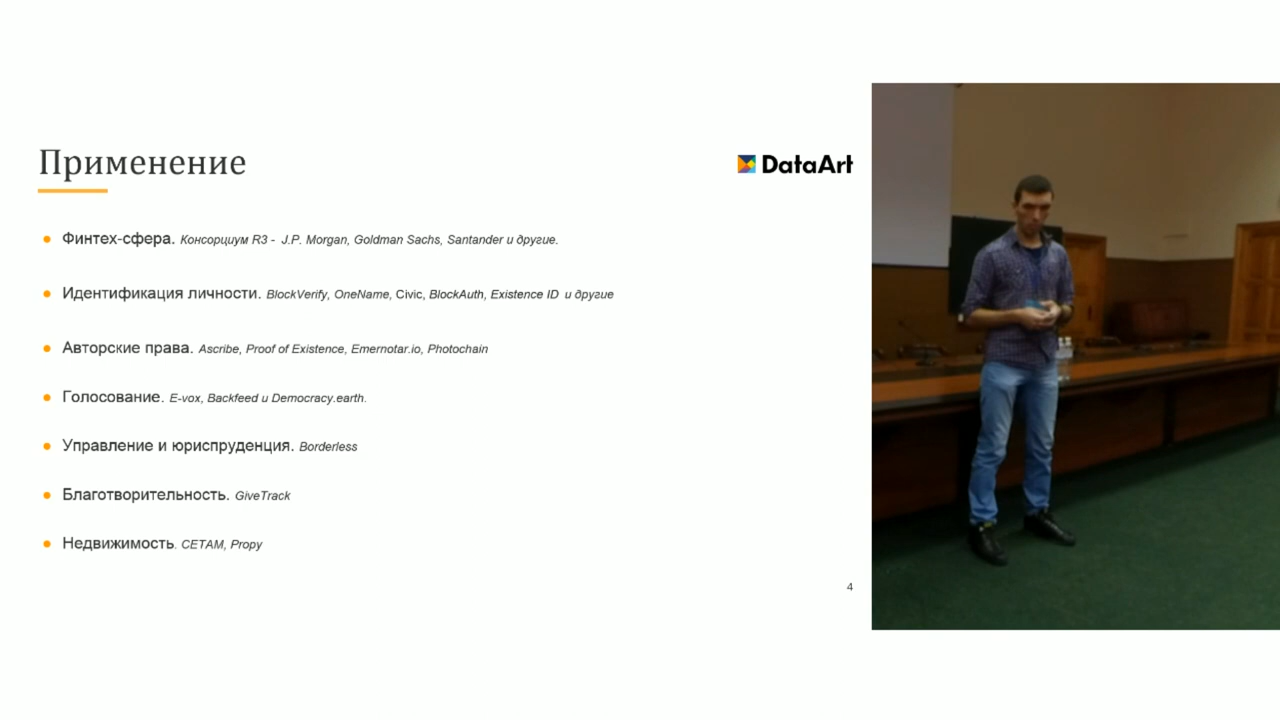 Применение
DataArt
Финтех-сфера. Консорциум R3 - J.P. Morgan, Goldman Sachs, Santander и другие.
Идентификация личности. BlockVerify, OneName, Civic, BlockAuth, Existence ID и другие
Авторские права. Ascribe, Proof of Existence, Emernotar.io, Photochain
Голосование. E-vox, Backfeed и Democracy.earth.
Управление и юриспруденция. Borderless
Благотворительность. GiveTrack
Недвижимость. CETAM, Propy
4